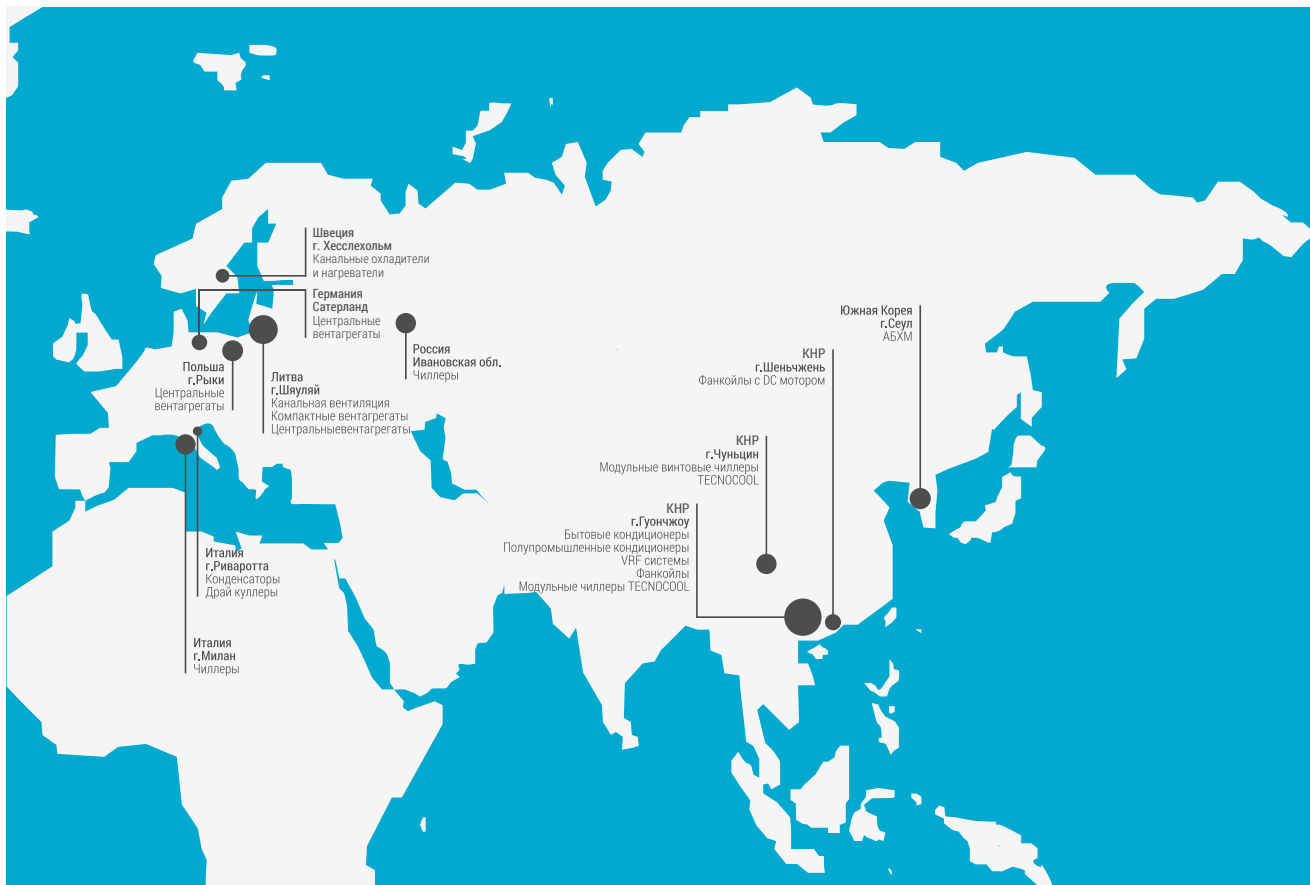 Швеция
г. Хесслехольм
Канальные охладители
и нагреватели
Германия
Сатерланд
Центральные
вентагрегаты
Россия
Ивановская обл.
Чиллеры
Польша
г.Рыки
Центральные
вентагрегаты
Литва
г.Шяуляй
Канальная вентиляция
Компактные вентагрегаты
Центральныевентагрегаты
Италия
г.Риваротта
Конденсаторы
Драй куллеры
Италия
г.Милан
Чиллеры
Южная Корея
г.Сеул
АБХМ
КНР
г.Шеньчжень
Фанкойлы с DC мотором
КНР
г.Чуньцин
Модульные винтовые чиллеры
TECNOCOOL
КНР
г.Гуончжоу
Бытовые кондиционеры
Полупромышленные кондиционеры
VRF системы
Фанкойлы
Модульные чиллеры TECNOCOOL